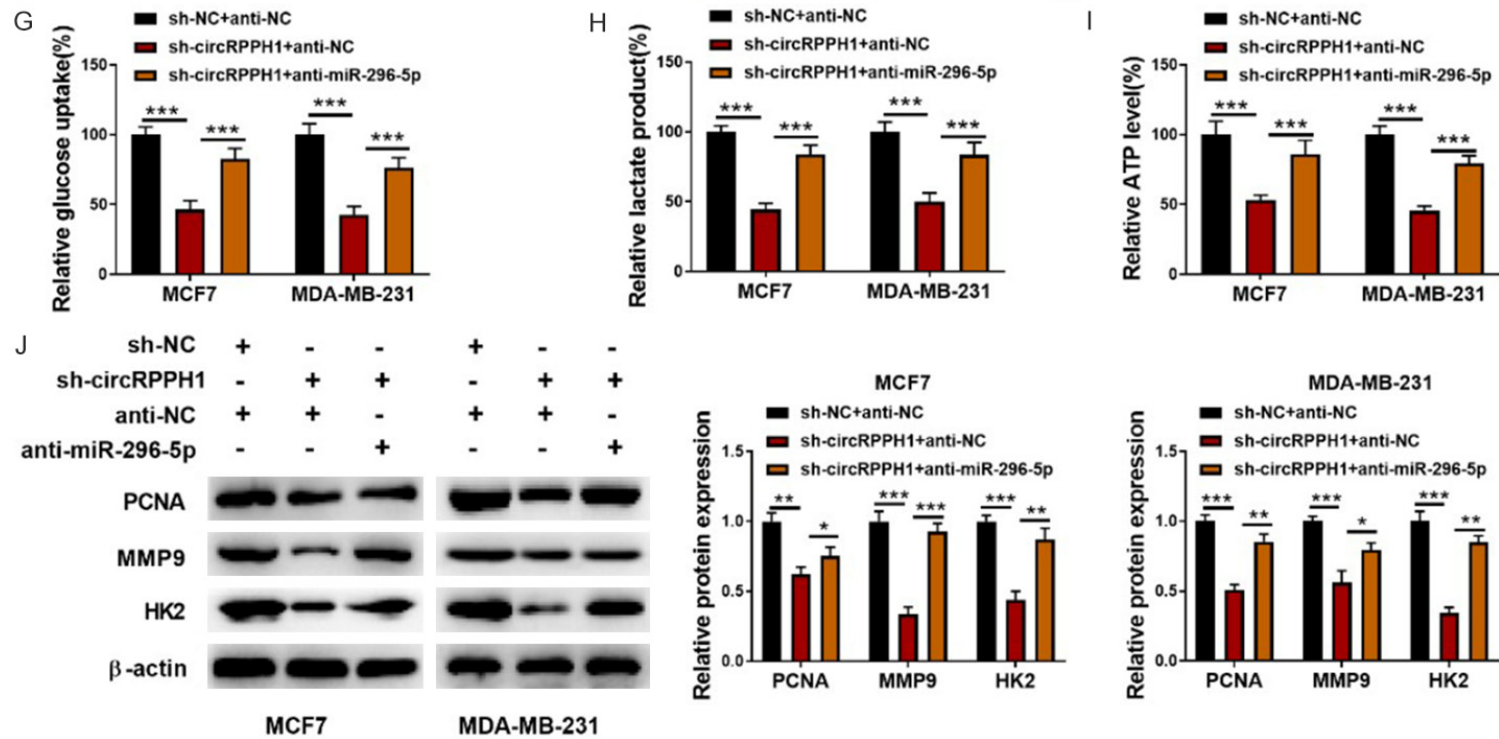 G
sh-NC+anti-NC
sh-circRPPH1+anti-NC
sh-circRPPH1+anti-miR-296-5p
Relative glucose uptake(%)
150
100
50
0
*** *** *** ***
MCF7 MDA-MB-231
H
sh-NC+anti-NC
sh-circRPPH1+anti-NC
sh-circRPPH1+anti-miR-296-5p
Relative lactate product(%)
150
100
50
0
*** *** *** ***
MCF7 MDA-MB-231
I
sh-NC+anti-NC
sh-circRPPH1+anti-NC
sh-circRPPH1+anti-miR-296-5p
Relative ATP level(%)
150
100
50
0
*** *** *** ***
MCF7 MDA-MB-231
J
sh-NC + - - + - -
sh-circRPPH1 - + + - + +
anti-NC + + - + + -
anti-miR-296-5p - - + - - +
PCNA
MMP9
HK2
β-actin
MCF7 MDA-MB-231
MCF7
sh-NC+anti-NC
sh-circRPPH1+anti-NC
sh-circRPPH1+anti-miR-296-5p
Relative protein expression
1.5
1.0
0.5
0.0
** * *** *** *** **
PCNA MMP9 HK2
MDA-MB-231
sh-NC+anti-NC
sh-circRPPH1+anti-NC
sh-circRPPH1+anti-miR-296-5p
Relative protein expression
1.5
1.0
0.5
0.0
*** ** *** * *** **
PCNA MMP9 HK2